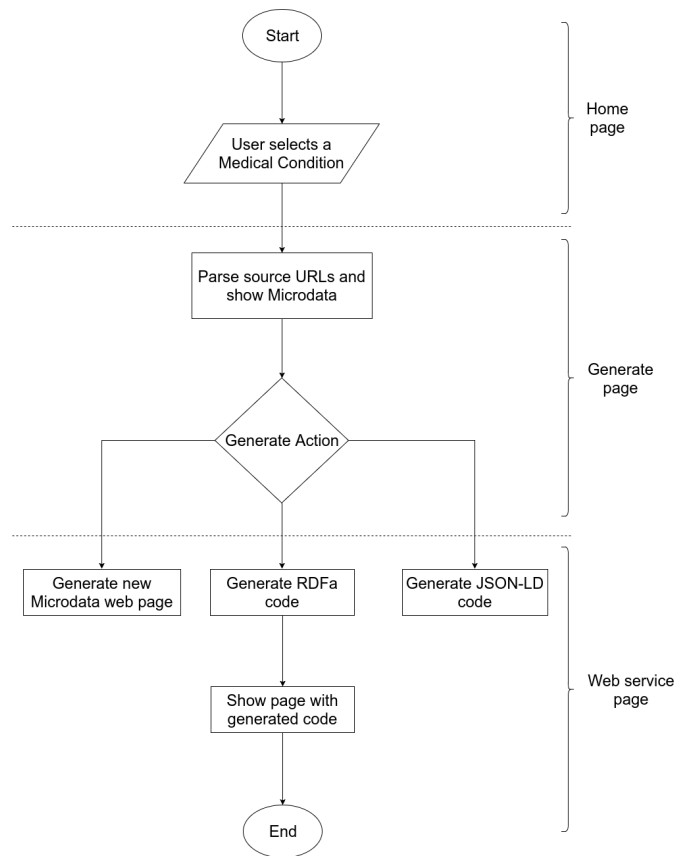 Start
Home
page
User selects a
Medical Condition
Parse source URLs and
show Microdata
Generate
page
Generate Action
Generate new
Microdata web page
Generate RDFa
code
Generate JSON-LD
code
Web service
page
Show page with
generated code
End